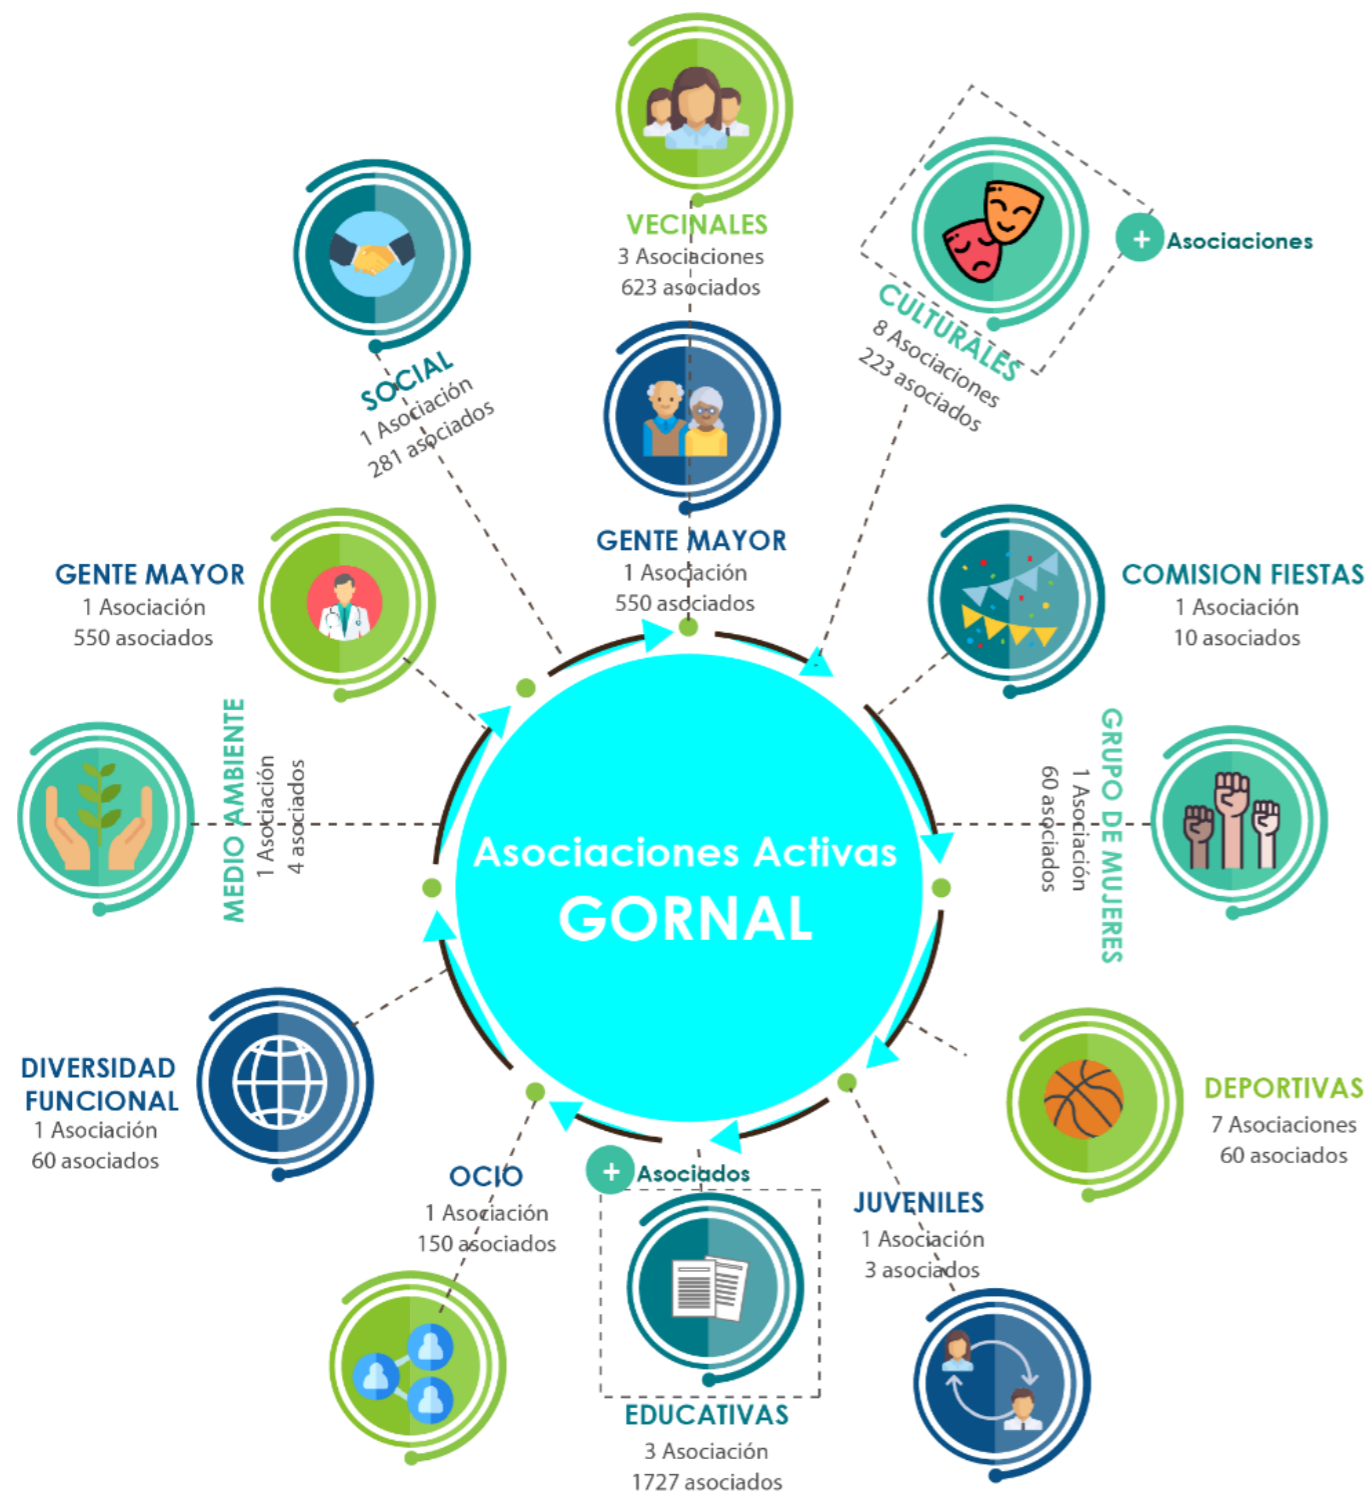 VECINALES
3 Asociaciones
623 asociados
+ Asociaciones
CULTURALES
8 Asociaciones
223 asociados
SOCIAL
1 Asociación
281 asociados
GENTE MAYOR
1 Asociación
550 asociados
GENTE MAYOR
1 Asociación
550 asociados
COMISION FIESTAS
1 Asociación
10 asociados
MEDIO AMBIENTE
1 Asociación
4 asociados
GRUPO DE MUJERES
1 Asociación
60 asociados
Asociaciones Activas
GORNAL
DIVERSIDAD
FUNCIONAL
1 Asociación
60 asociados
DEPORTIVAS
7 Asociaciones
60 asociados
OCIO
1 Asociación
150 asociados
+ Asociados
EDUCATIVAS
3 Asociación
1727 asociados
JUVENILES
1 Asociación
3 asociados